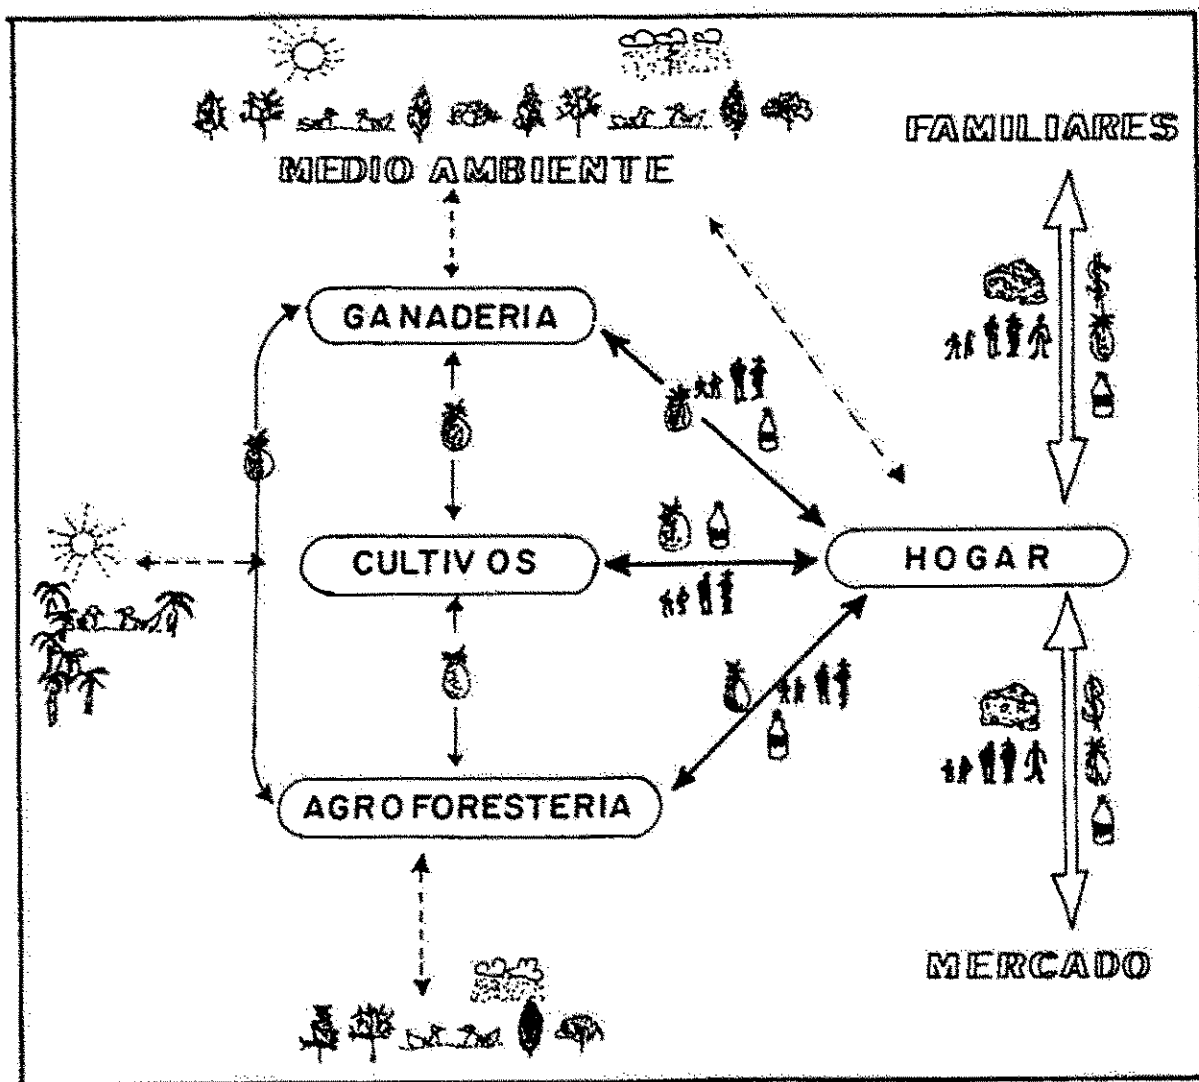 FAMILIARES
MEDIO AMBIENTE
GANADERIA
CULTIVOS
HOGAR
AGROFORESTERIA
MERCADO